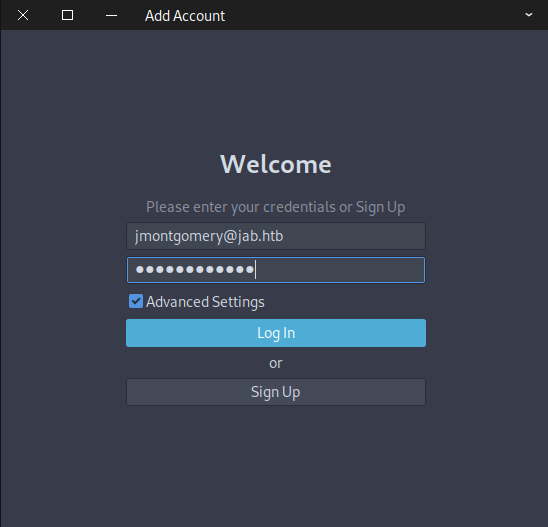 Add Account
Welcome
Please enter your credentials or Sign Up
jmontgomery@jab.htb
●●●●●●●●●●●●
Advanced Settings
Log In
or
Sign Up